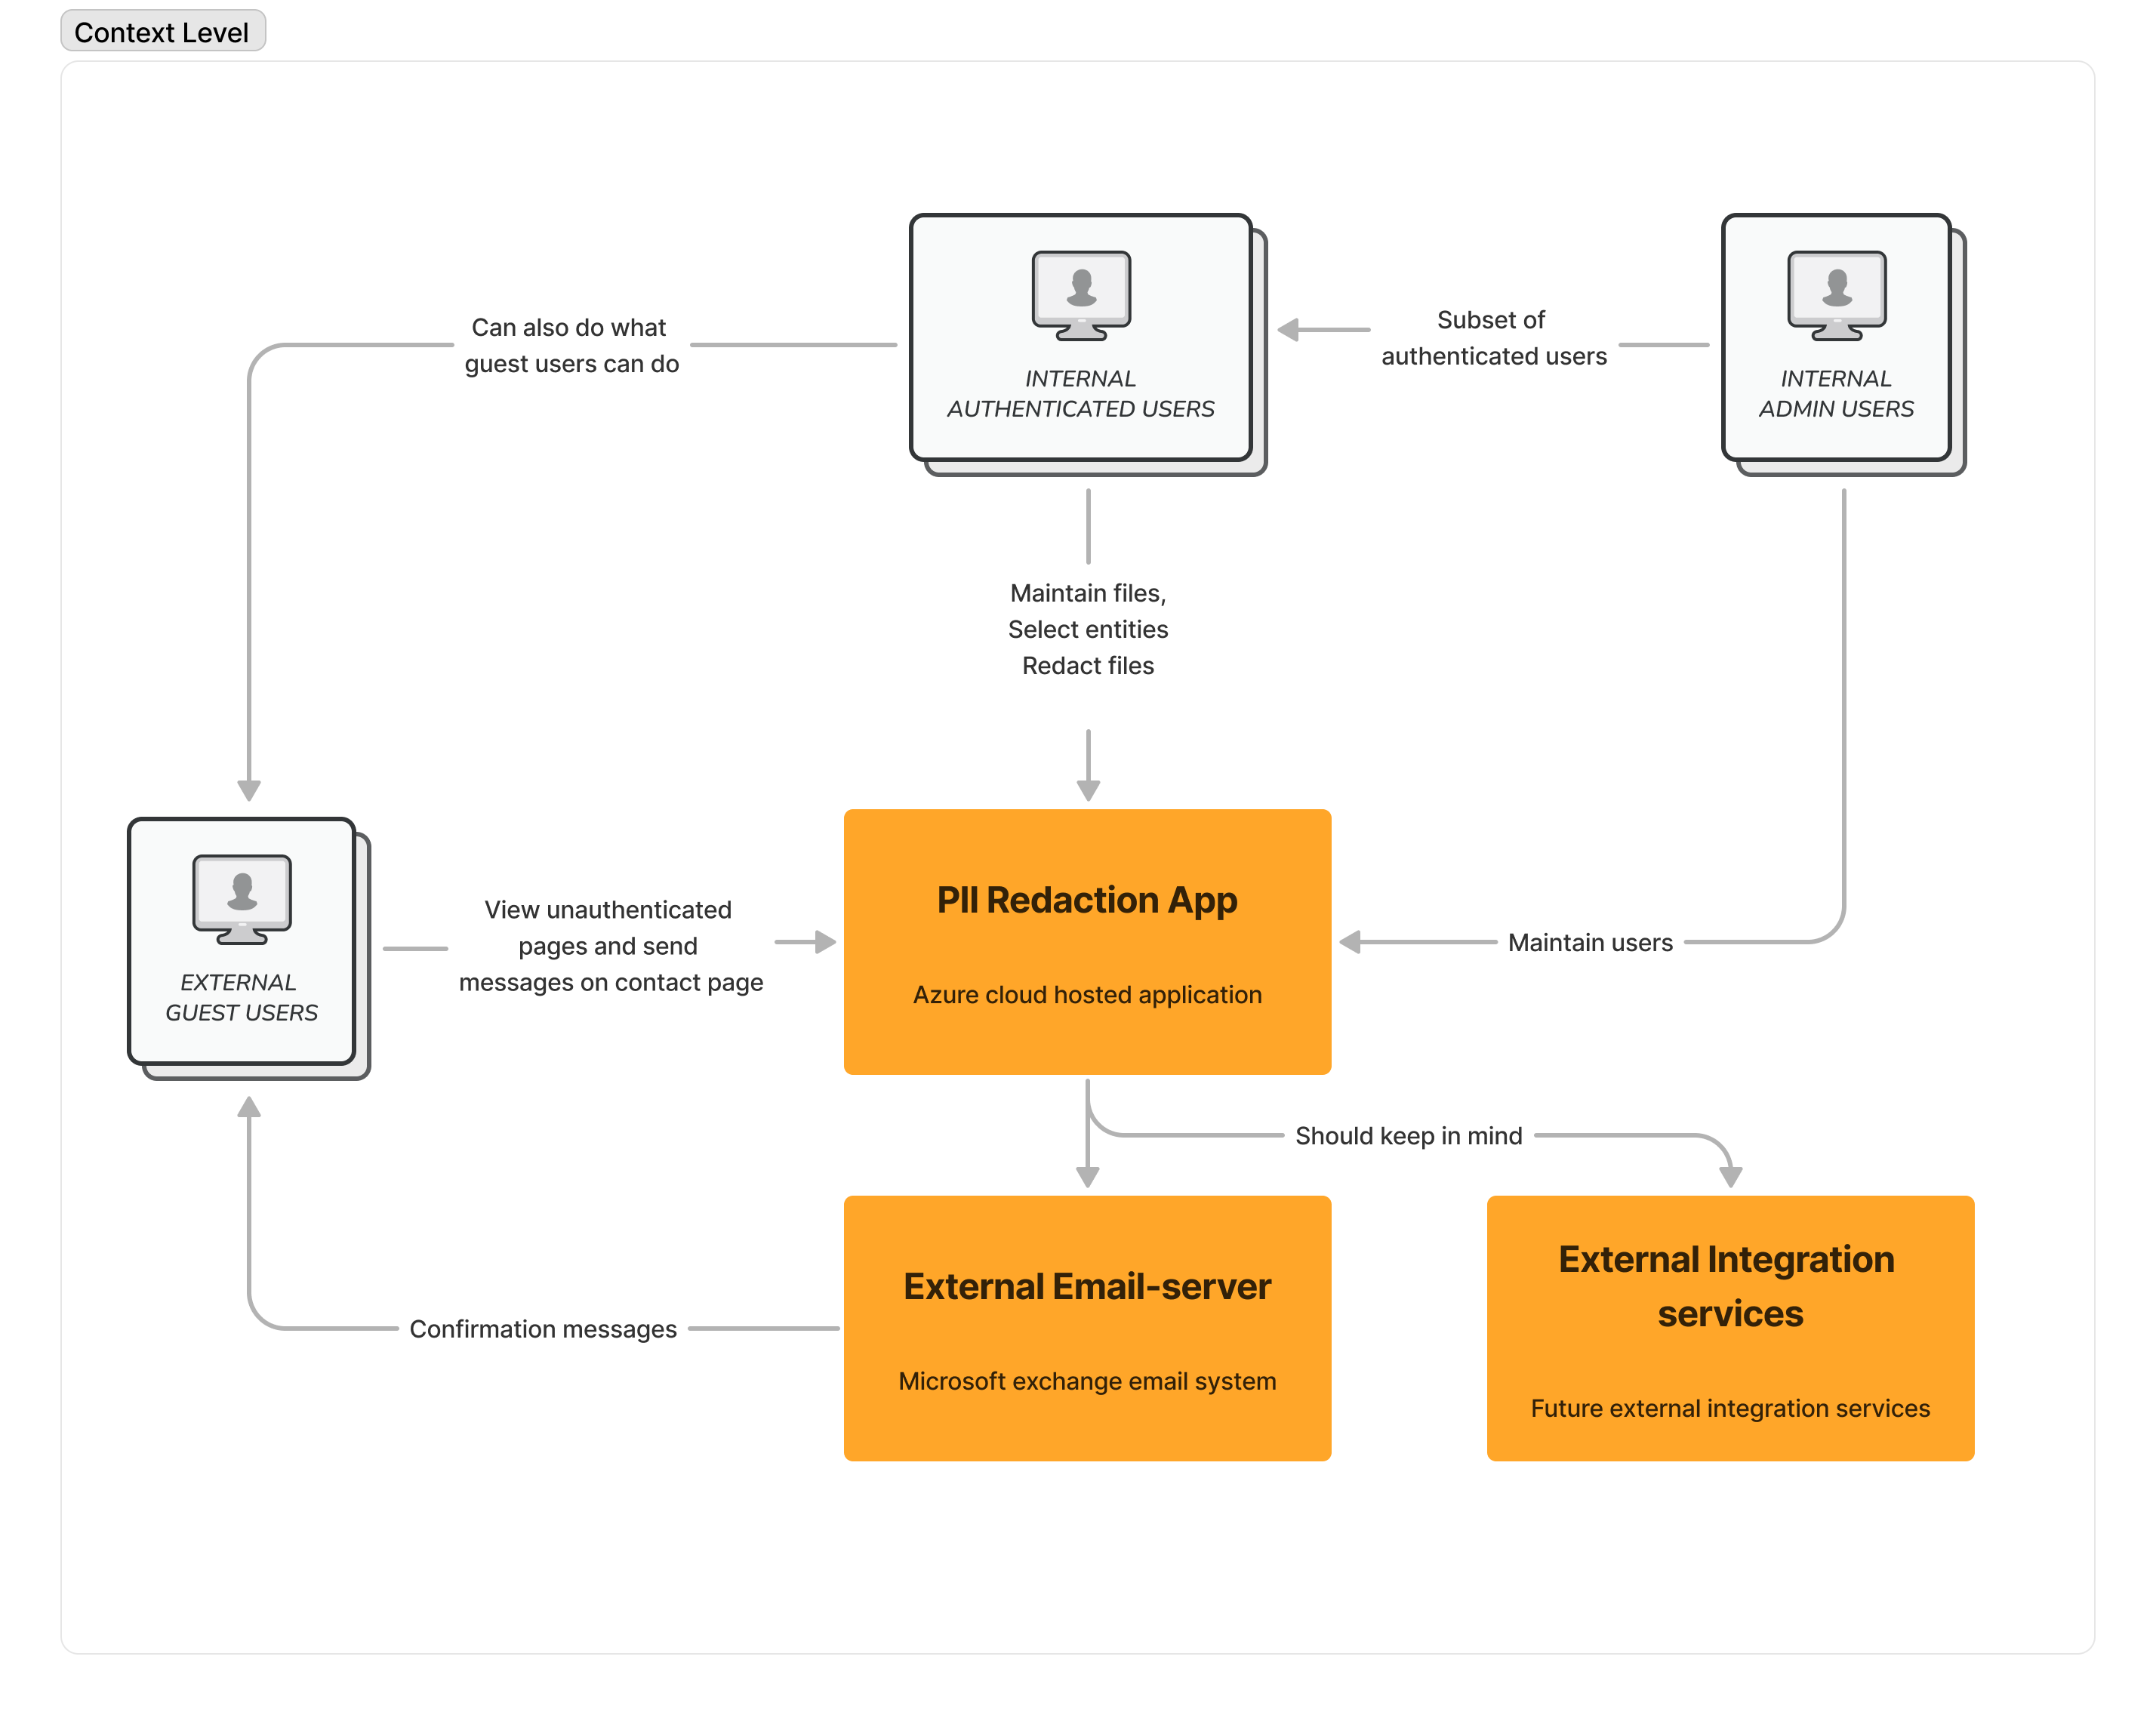 Context Level
Can also do what
guest users can do
INTERNAL
AUTHENTICATED USERS
Subset of
authenticated users
INTERNAL
ADMIN USERS
Maintain files,
Select entities
Redact files
EXTERNAL
GUEST USERS
View unauthenticated
pages and send
messages on contact page
PII Redaction App
Azure cloud hosted application
Maintain users
Should keep in mind
External Email-server
Microsoft exchange email system
External Integration
services
Future external integration services
Confirmation messages